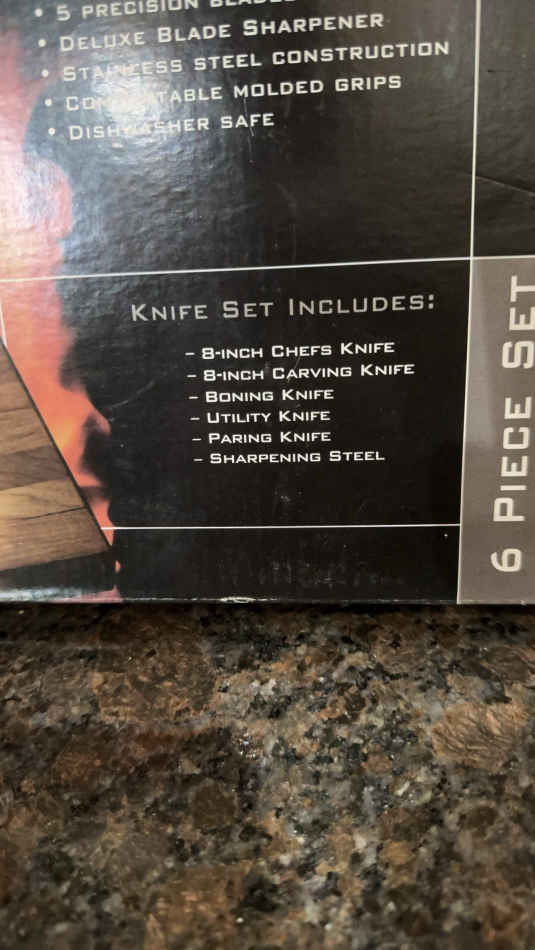 • 5 PRECISION BLADES
• DELUXE BLADE SHARPENER
• STAINLESS STEEL CONSTRUCTION
• COMFORTABLE MOLDED GRIPS
• DISHWASHER SAFE
KNIFE SET INCLUDES:
– 8-INCH CHEFS KNIFE
– 8-INCH CARVING KNIFE
– BONING KNIFE
– UTILITY KNIFE
– PARING KNIFE
– SHARPENING STEEL
6 PIECE SET